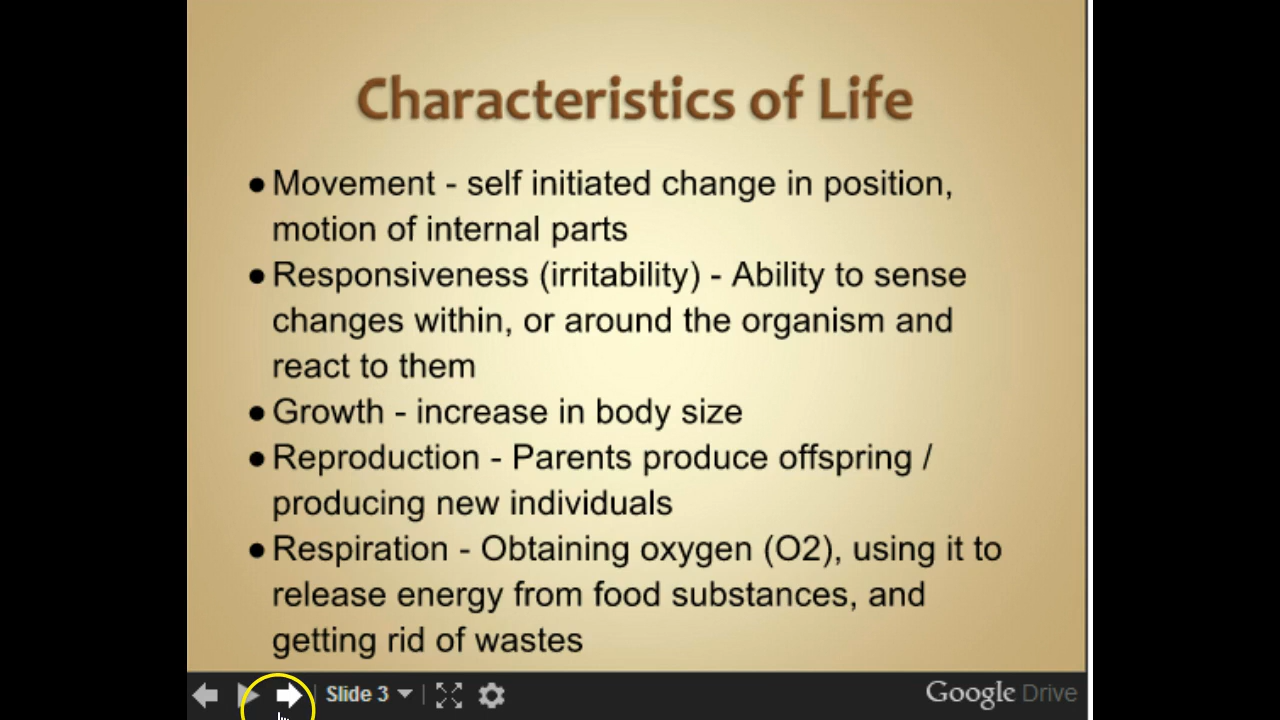 Characteristics of Life
● Movement - self initiated change in position,
motion of internal parts
● Responsiveness (irritability) - Ability to sense
changes within, or around the organism and
react to them
● Growth - increase in body size
● Reproduction - Parents produce offspring /
producing new individuals
● Respiration - Obtaining oxygen (O2), using it to
release energy from food substances, and
getting rid of wastes
Slide 3
Google Drive